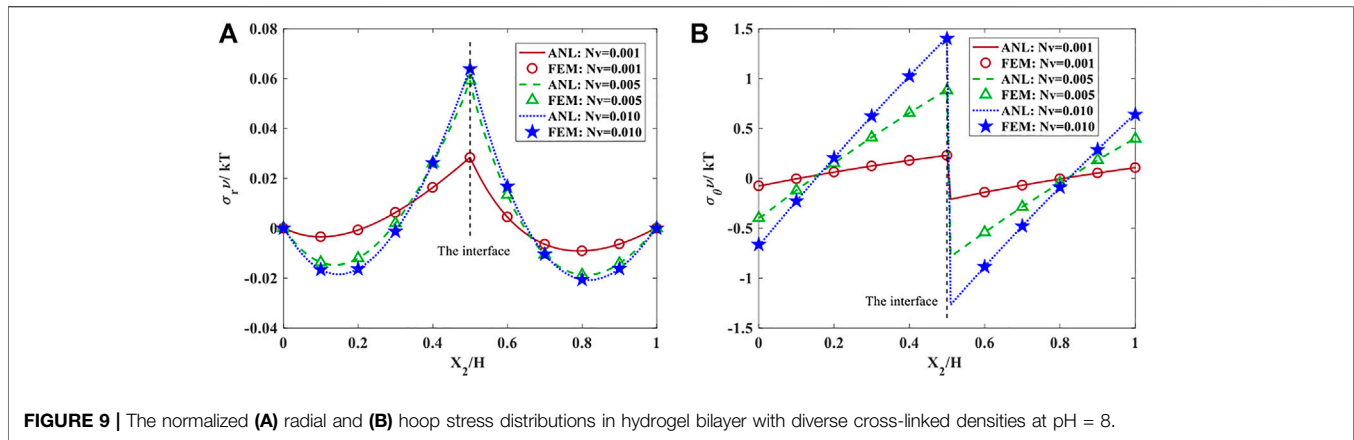 A
0.08
0.06
0.04
0.02
0
-0.02
-0.04
σr ν/ kT
0
0.2
0.4
0.6
0.8
1
X2/H
The interface
ANL: Nv=0.001
FEM: Nv=0.001
ANL: Nv=0.005
FEM: Nv=0.005
ANL: Nv=0.010
FEM: Nv=0.010
B
1.5
1
0.5
0
-0.5
-1
-1.5
σθ ν/ kT
0
0.2
0.4
0.6
0.8
1
X2/H
The interface
ANL: Nv=0.001
FEM: Nv=0.001
ANL: Nv=0.005
FEM: Nv=0.005
ANL: Nv=0.010
FEM: Nv=0.010
FIGURE 9 | The normalized (A) radial and (B) hoop stress distributions in hydrogel bilayer with diverse cross-linked densities at pH = 8.